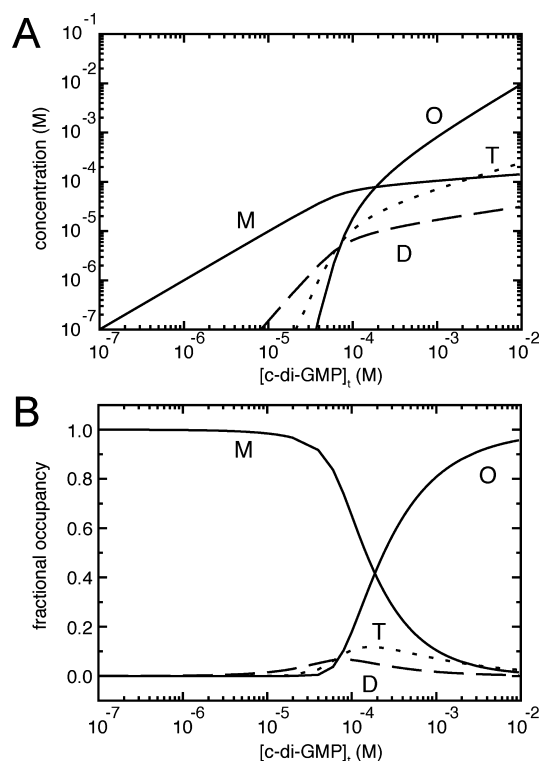 A
10⁻¹
10⁻²
10⁻³
10⁻⁴
10⁻⁵
10⁻⁶
10⁻⁷
concentration (M)
O
T
M
D
10⁻⁷ 10⁻⁶ 10⁻⁵ 10⁻⁴ 10⁻³ 10⁻²
[c-di-GMP]ₜ (M)
B
1.0
0.8
0.6
0.4
0.2
0.0
fractional occupancy
M
O
T
D
10⁻⁷ 10⁻⁶ 10⁻⁵ 10⁻⁴ 10⁻³ 10⁻²
[c-di-GMP]ₜ (M)